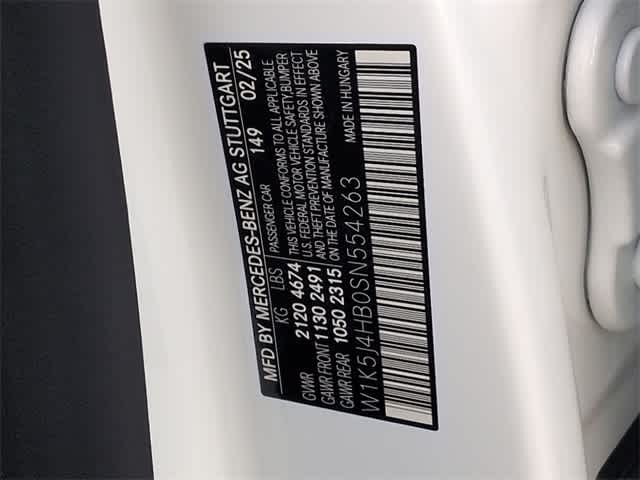 MFD BY MERCEDES-BENZ AG STUTTGART
149 02/25
KG LBS PASSENGER CAR
GVWR 2120 4674 THIS VEHICLE CONFORMS TO ALL APPLICABLE
GAWR FRONT 1130 2491 U.S. FEDERAL MOTOR VEHICLE SAFETY,BUMPER
GAWR REAR 1050 2315 AND THEFT PREVENTION STANDARDS IN EFFECT
ON THE DATE OF MANUFACTURE SHOWN ABOVE
W1K5J4HB0SN554263 MADE IN HUNGARY